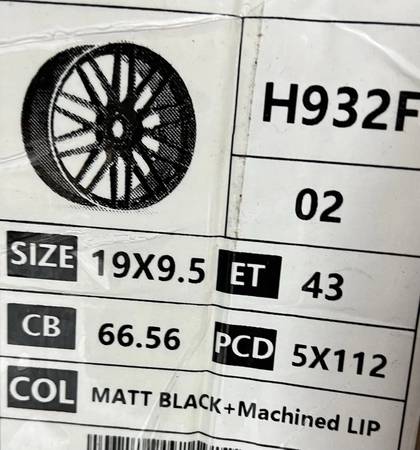 H932F
02
SIZE 19X9.5 ET 43
CB 66.56 PCD 5X112
COL MATT BLACK+Machined LIP